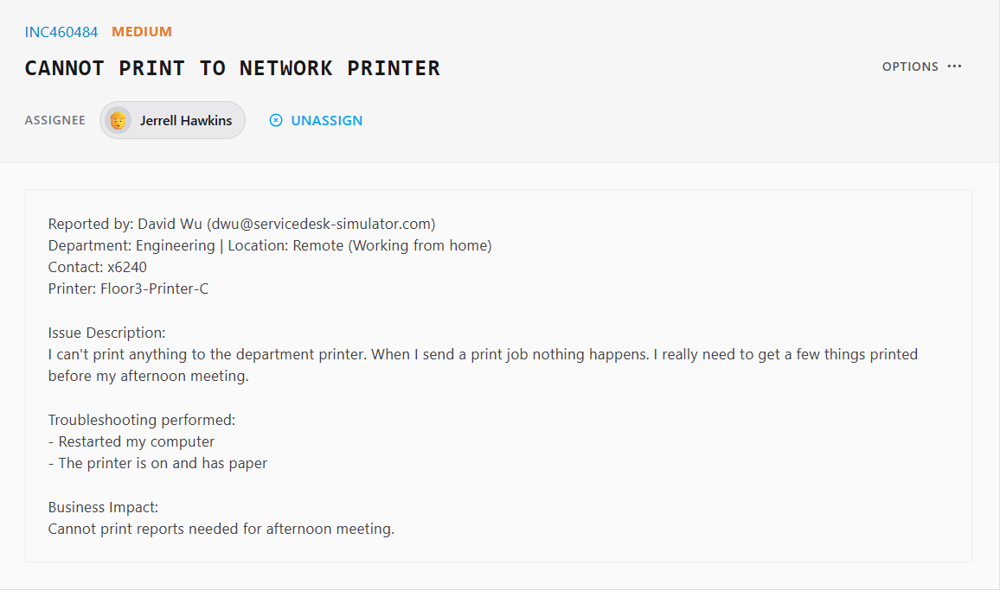 INC460484 MEDIUM
CANNOT PRINT TO NETWORK PRINTER
OPTIONS ...
ASSIGNEE Jerrell Hawkins UNASSIGN
Reported by: David Wu (dwu@servicedesk-simulator.com)
Department: Engineering | Location: Remote (Working from home)
Contact: x6240
Printer: Floor3-Printer-C
Issue Description:
I can't print anything to the department printer. When I send a print job nothing happens. I really need to get a few things printed
before my afternoon meeting.
Troubleshooting performed:
- Restarted my computer
- The printer is on and has paper
Business Impact:
Cannot print reports needed for afternoon meeting.